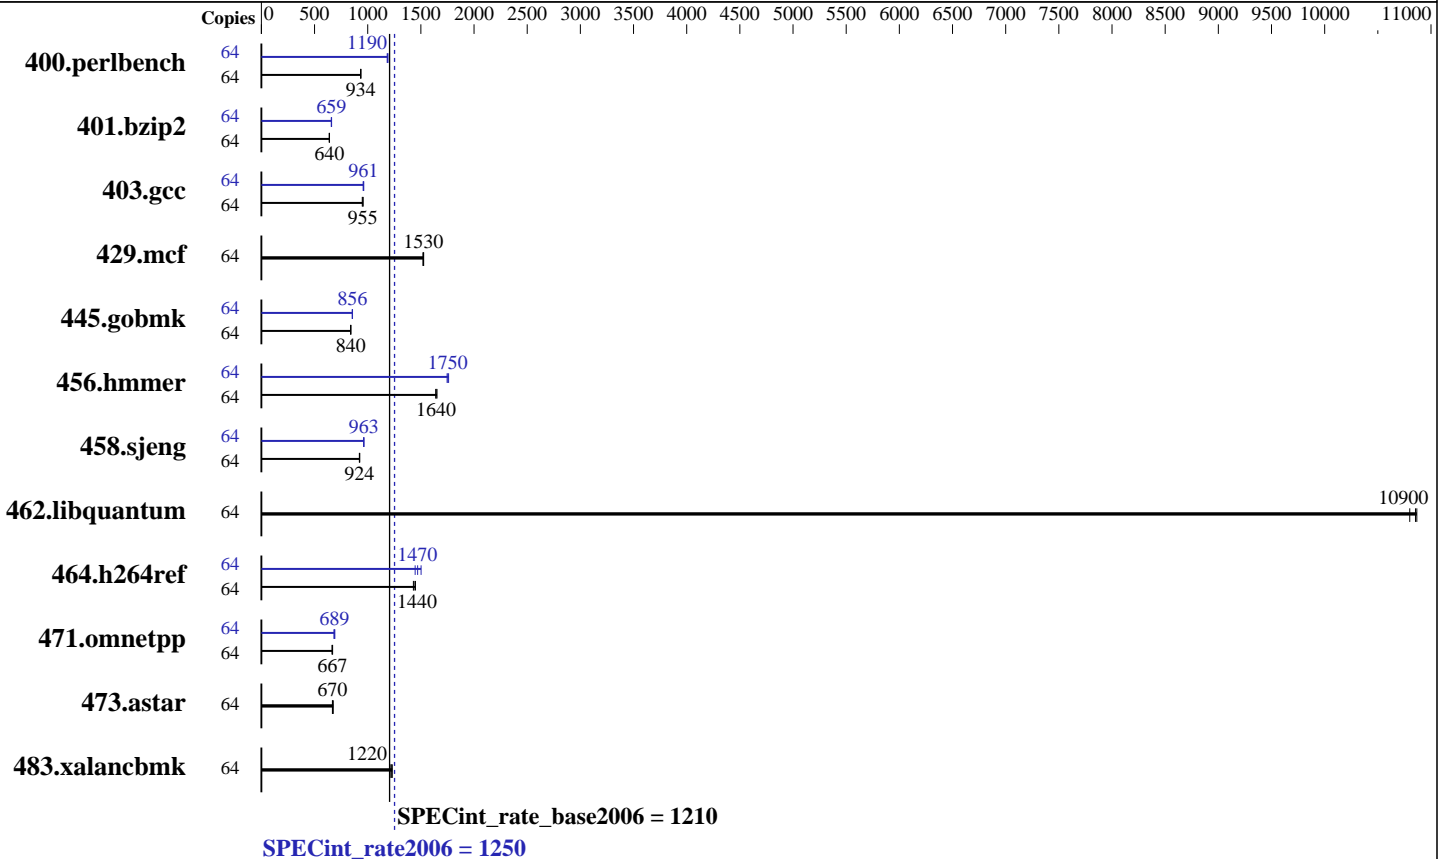 Copies 0 500 1000 1500 2000 2500 3000 3500 4000 4500 5000 5500 6000 6500 7000 7500 8000 8500 9000 9500 10000 11000
400.perlbench 64 1190
64 934
401.bzip2 64 659
64 640
403.gcc 64 961
64 955
429.mcf 64 1530
445.gobmk 64 856
64 840
456.hmmer 64 1750
64 1640
458.sjeng 64 963
64 924
462.libquantum 64 10900
464.h264ref 64 1470
64 1440
471.omnetpp 64 689
64 667
473.astar 64 670
483.xalancbmk 64 1220
SPECint_rate_base2006 = 1210
SPECint_rate2006 = 1250